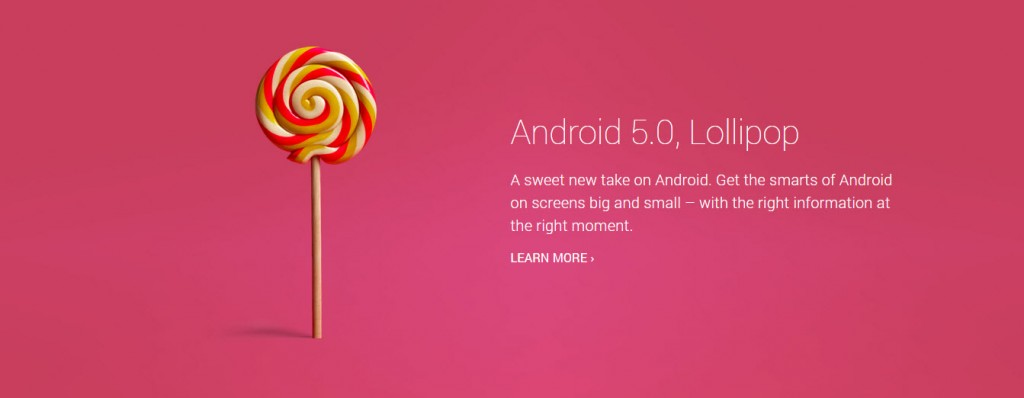 Android 5.0, Lollipop
A sweet new take on Android. Get the smarts of Android
on screens big and small – with the right information at
the right moment.
LEARN MORE ›